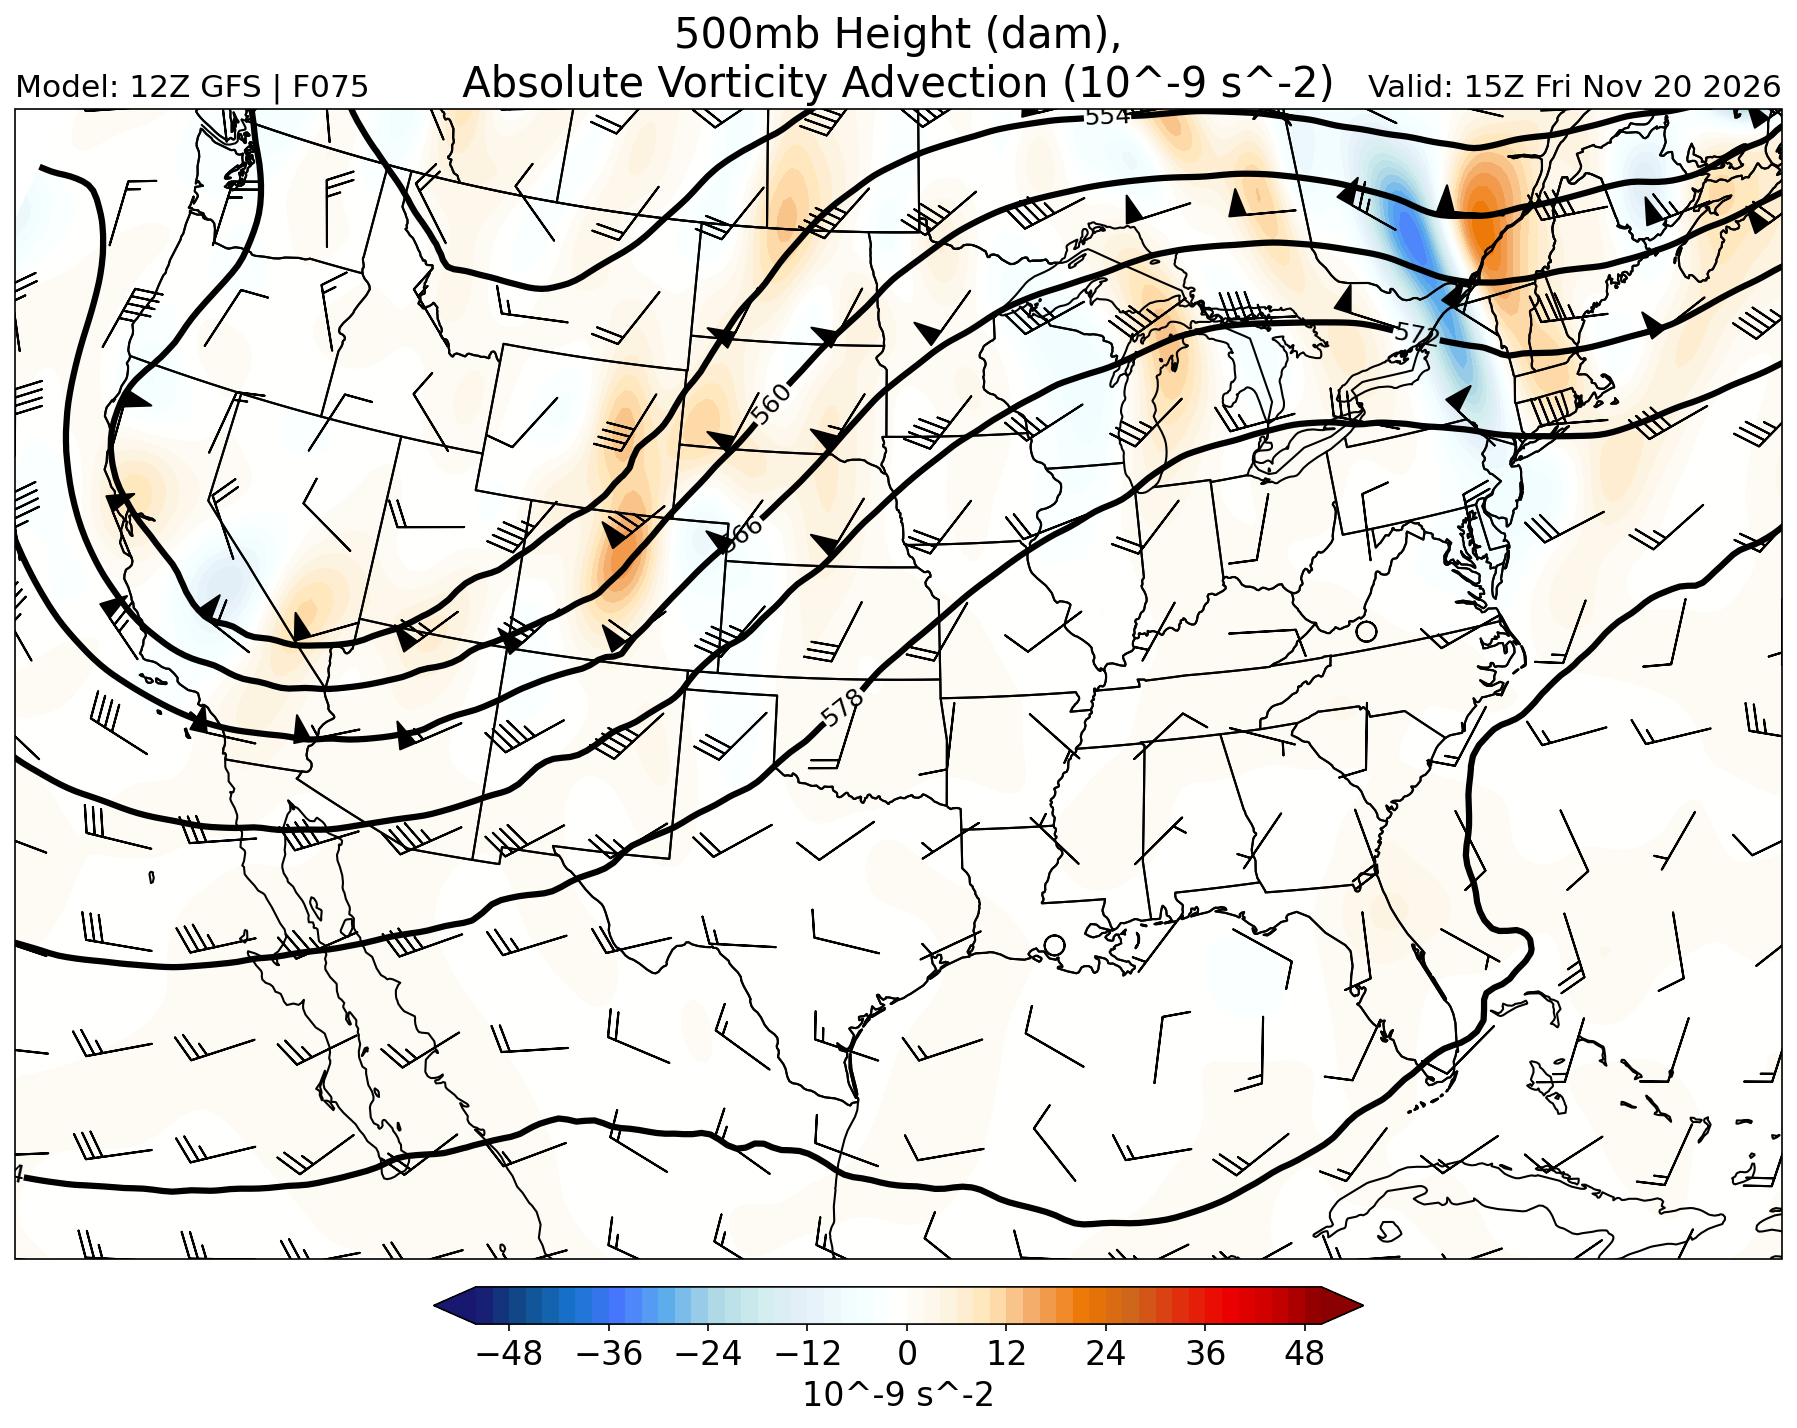 500mb Height (dam),
Model: 12Z GFS | F075
Absolute Vorticity Advection (10^-9 s^-2)
Valid: 15Z Fri Nov 20 2026
554
572
560
566
578
4
−48 −36 −24 −12 0 12 24 36 48
10^-9 s^-2